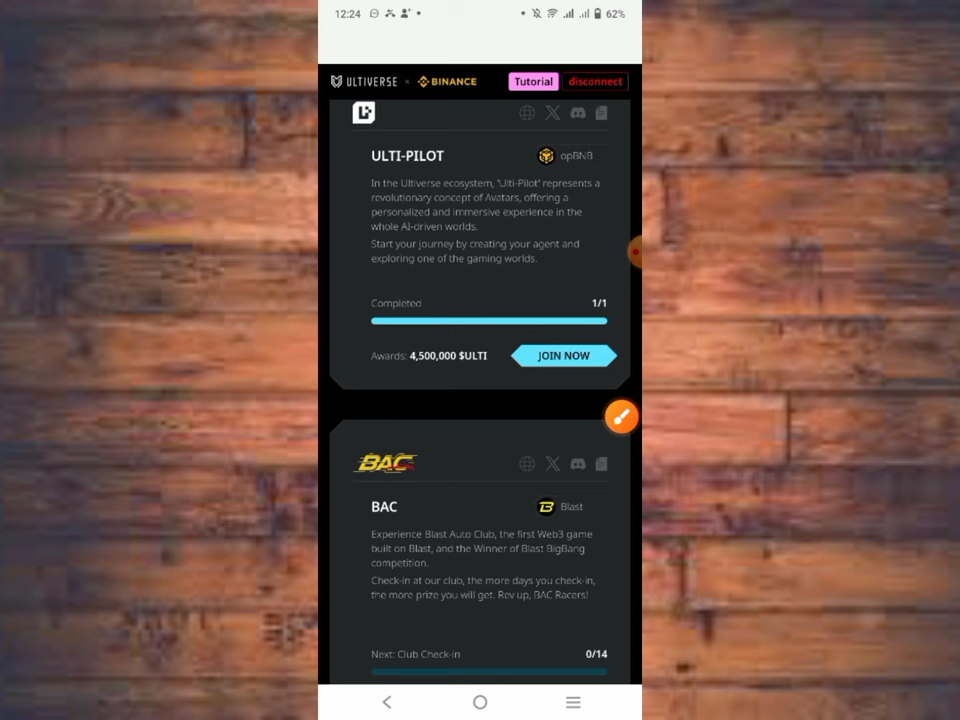 12:24
62%
ULTIVERSE × BINANCE Tutorial disconnect
ULTI-PILOT opBNB
In the Ultiverse ecosystem, 'Ulti-Pilot' represents a
revolutionary concept of Avatars, offering a
personalized and immersive experience in the
whole AI-driven worlds.
Start your journey by creating your agent and
exploring one of the gaming worlds.
Completed 1/1
Awards: 4,500,000 $ULTI JOIN NOW
BAC
BAC Blast
Experience Blast Auto Club, the first Web3 game
built on Blast, and the Winner of Blast BigBang
competition.
Check-in at our club, the more days you check-in,
the more prize you will get. Rev up, BAC Racers!
Next: Club Check-in 0/14